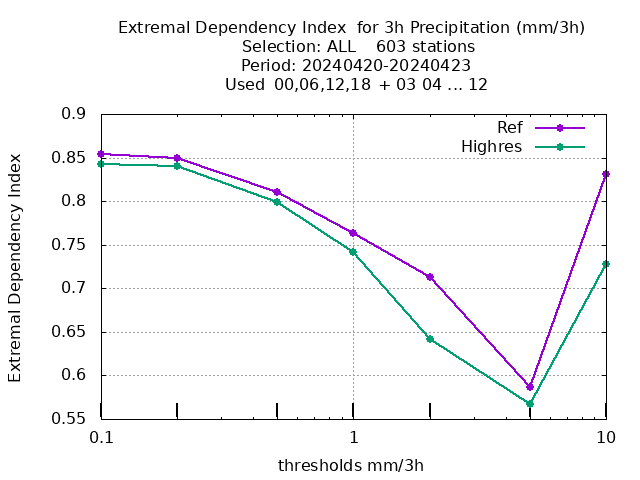 Extremal Dependency Index  for 3h Precipitation (mm/3h)
Selection: ALL    603 stations
Period: 20240420-20240423
Used  00,06,12,18 + 03 04 ... 12
Ref
Highres
Extremal Dependency Index
0.9
0.85
0.8
0.75
0.7
0.65
0.6
0.55
0.1 1 10
thresholds mm/3h